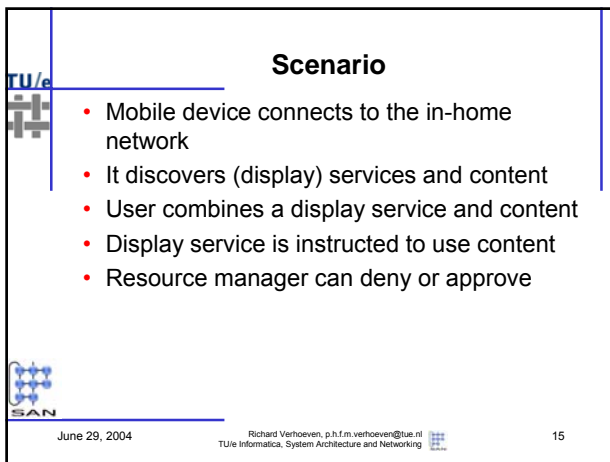 Scenario
TU/e
• Mobile device connects to the in-home
network
• It discovers (display) services and content
• User combines a display service and content
• Display service is instructed to use content
• Resource manager can deny or approve
SAN
June 29, 2004
Richard Verhoeven, p.h.f.m.verhoeven@tue.nl
TU/e Informatica, System Architecture and Networking
15